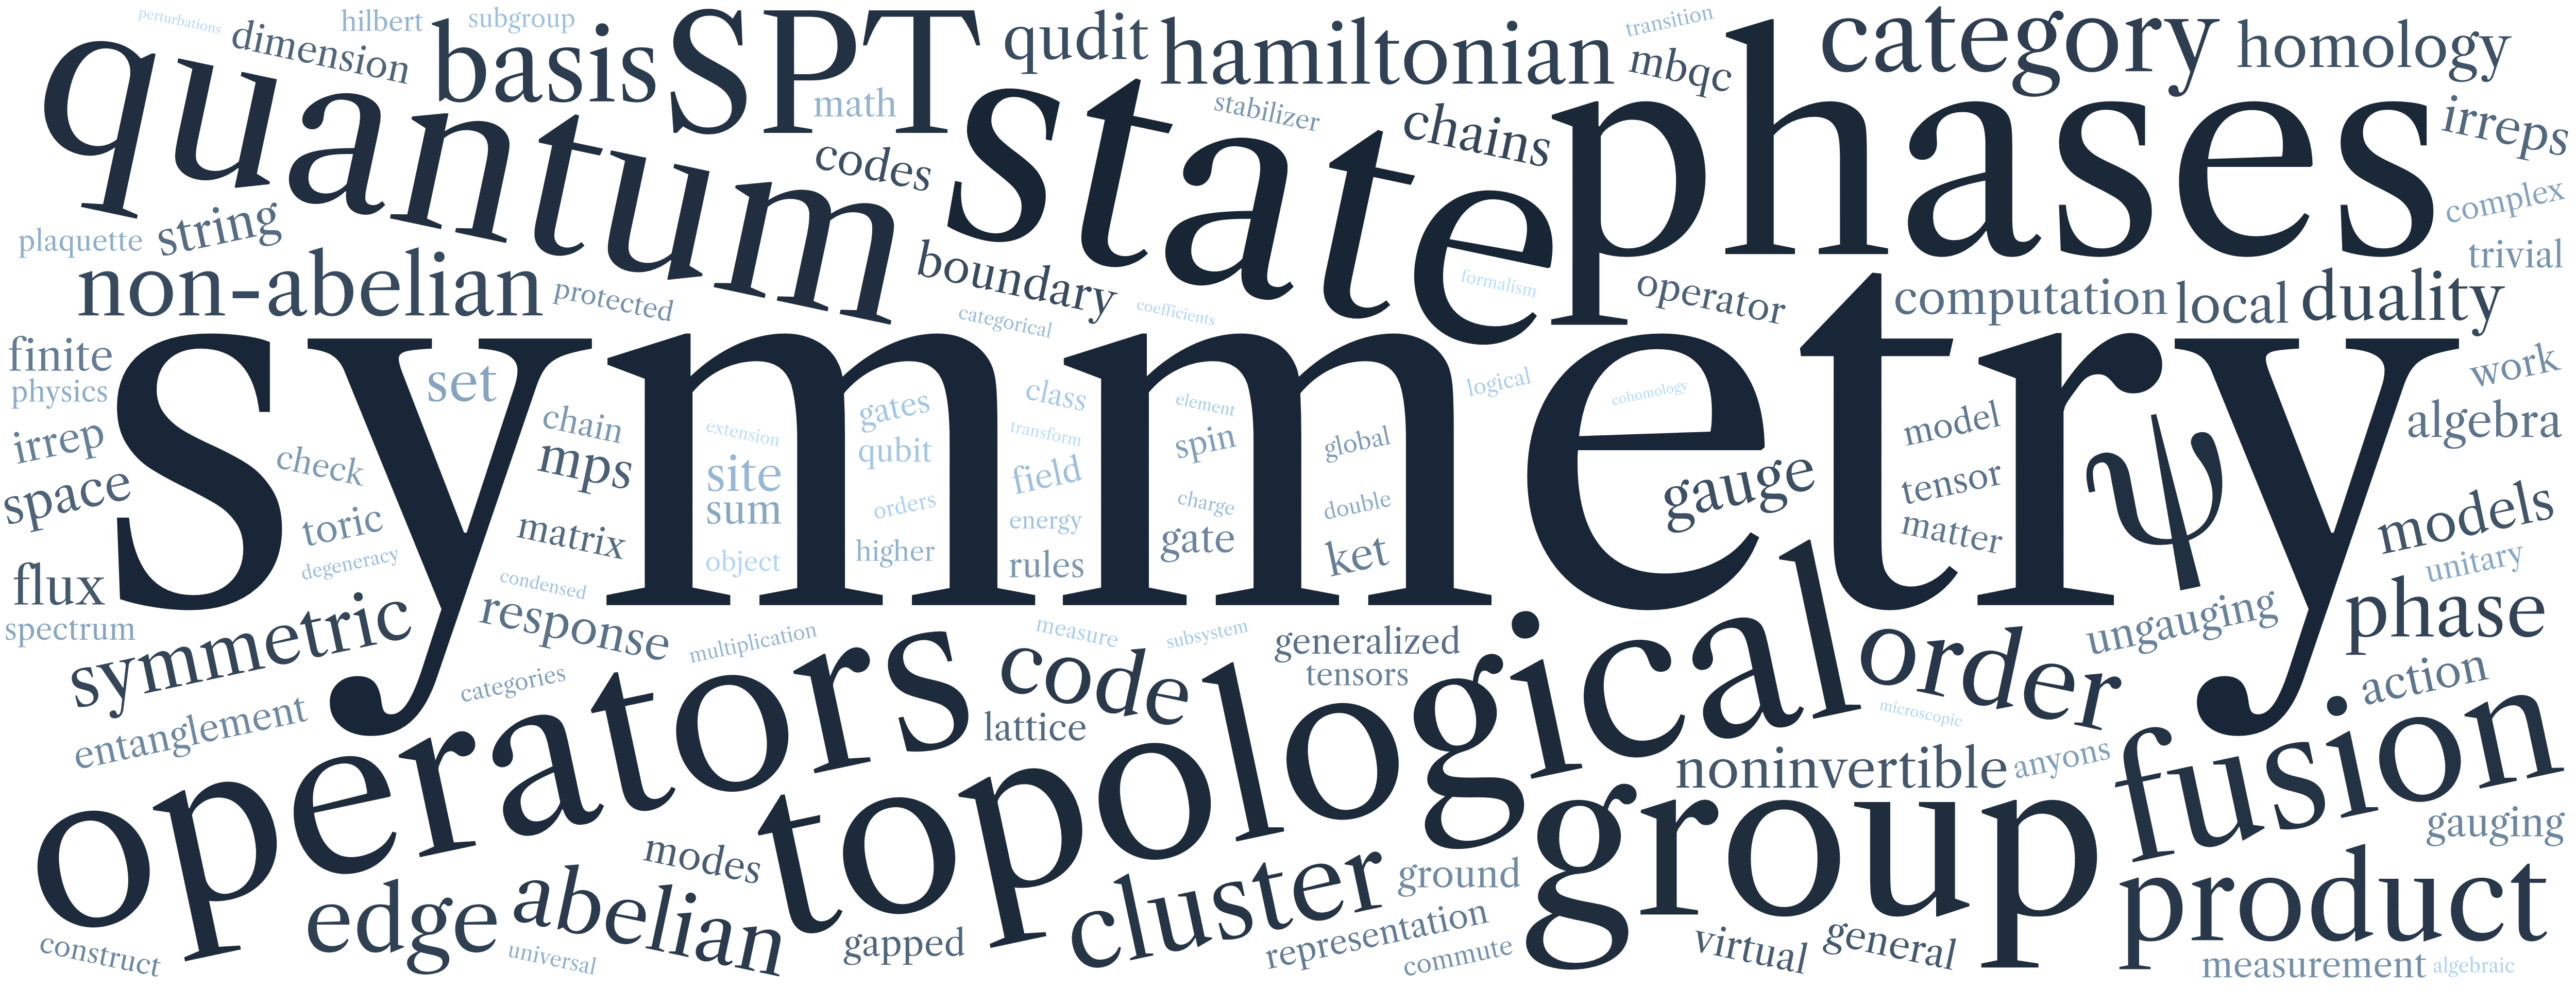 perturbations
hilbert
subgroup
dimension
basis
SPT
math
qudit
hamiltonian
transition
mbqc
category
homology
quantum
codes
state
stabilizer
chains
phases
irreps
complex
trivial
plaquette
string
non-abelian
protected
boundary
categorical
coefficients
formalism
operator
computation
local
duality
finite
physics
symmetry
set
class
element
logical
cohomology
work
algebra
irrep
space
check
chain
mps
extension
site
sum
gates
qubit
transform
field
spin
global
gauge
model
tensor
matter
ψ
models
unitary
toric
degeneracy
matrix
object
orders
higher
energy
rules
charge
gate
double
ket
flux
spectrum
symmetric
condensed
response
multiplication
measure
subsystem
generalized
tensors
topological
order
ungauging
phase
action
entanglement
categories
operators
code
lattice
microscopic
noninvertible
anyons
fusion
gauging
modes
edge
abelian
universal
construct
gapped
cluster
ground
representation
commute
group
virtual
general
product
measurement
algebraic